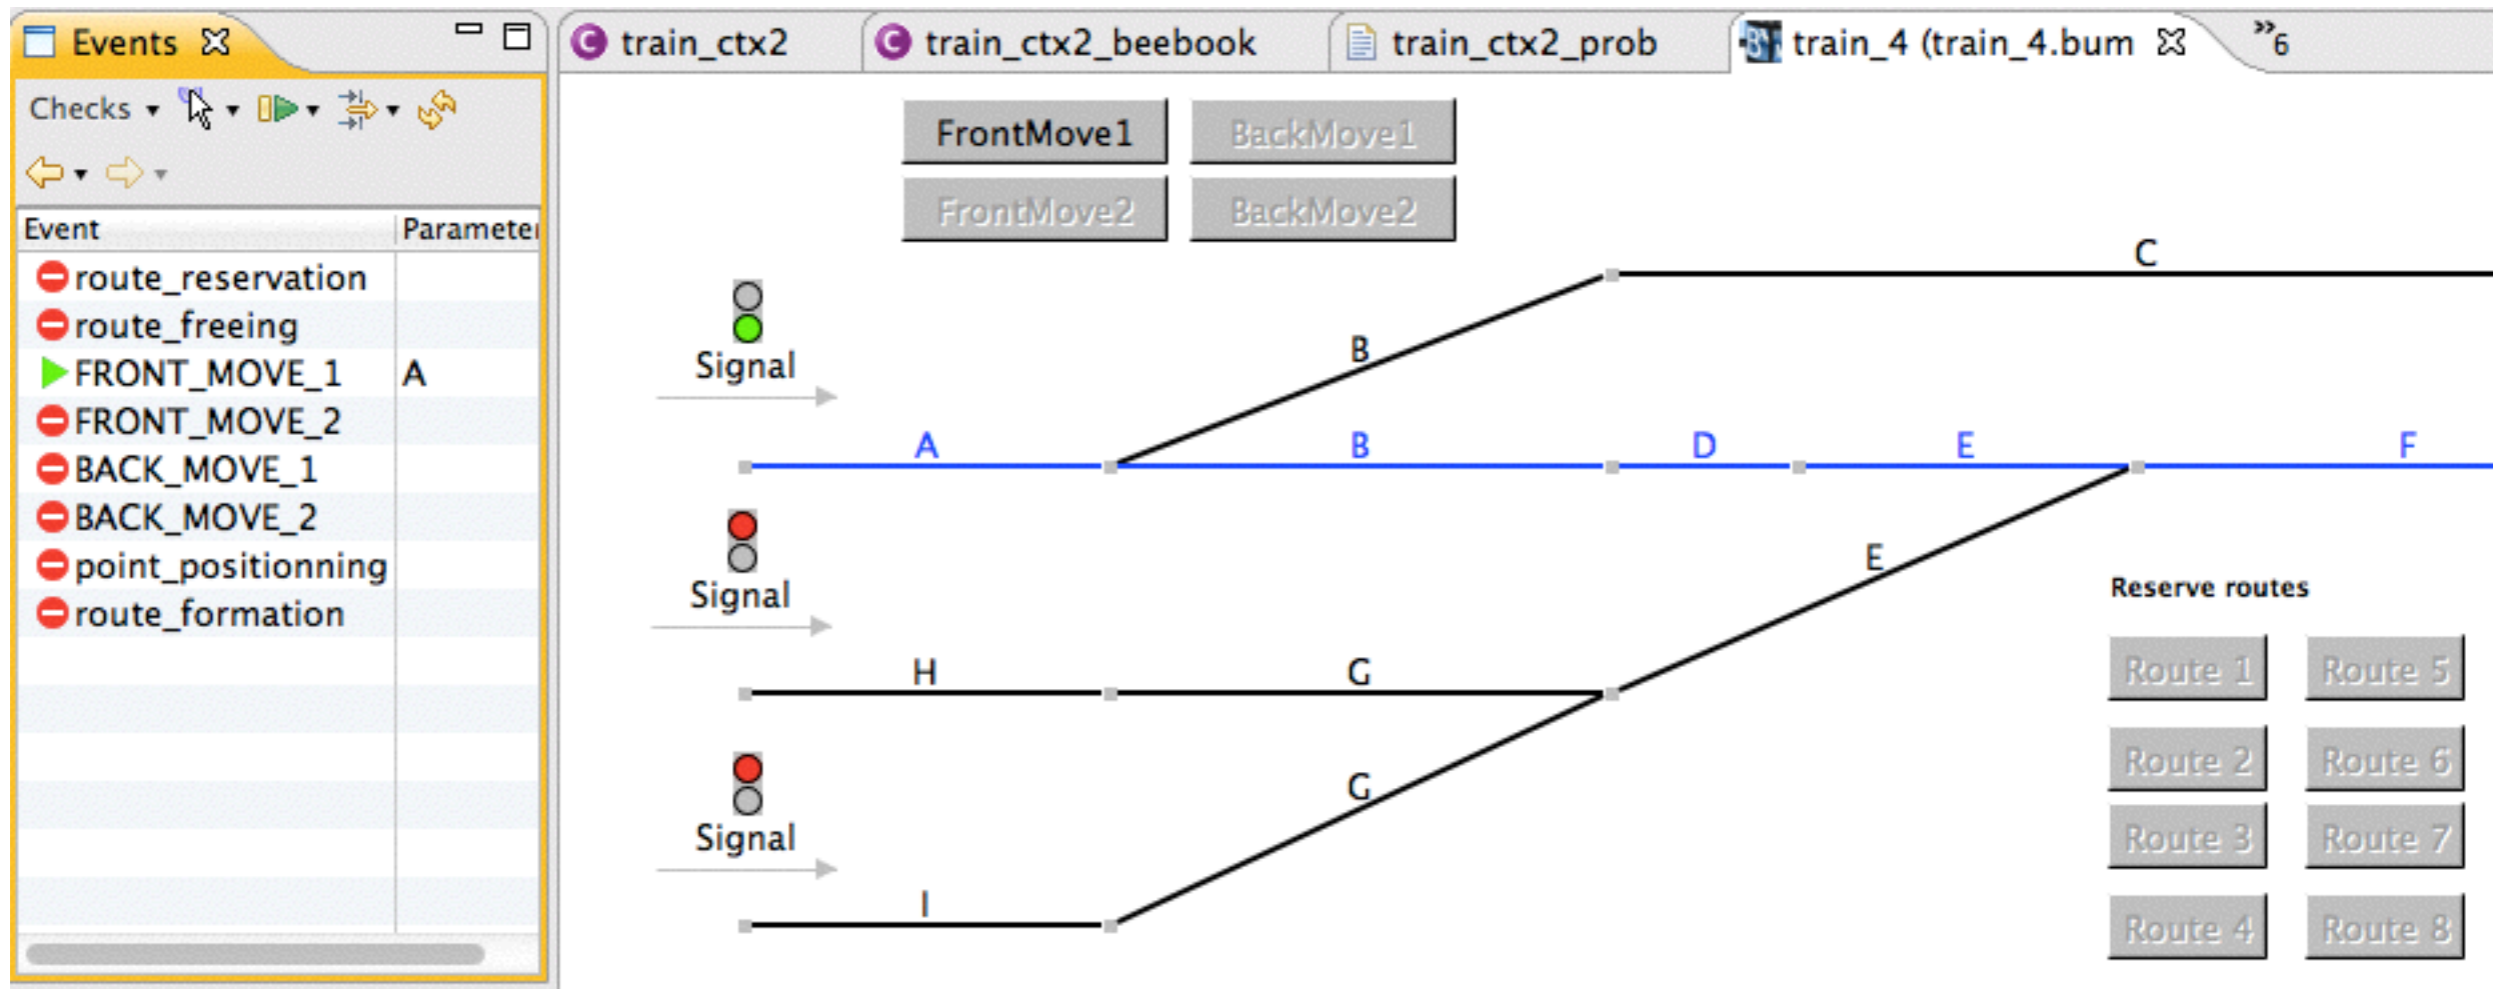 Events
train_ctx2
train_ctx2_beebook
train_ctx2_prob
train_4 (train_4.bum
»6
Checks
Event
Parameter
route_reservation
route_freeing
FRONT_MOVE_1 A
FRONT_MOVE_2
BACK_MOVE_1
BACK_MOVE_2
point_positionning
route_formation
FrontMove1
BackMove1
FrontMove2
BackMove2
C
Signal
B
A
B
D
E
F
Signal
E
H
G
Signal
G
I
Reserve routes
Route 1
Route 5
Route 2
Route 6
Route 3
Route 7
Route 4
Route 8